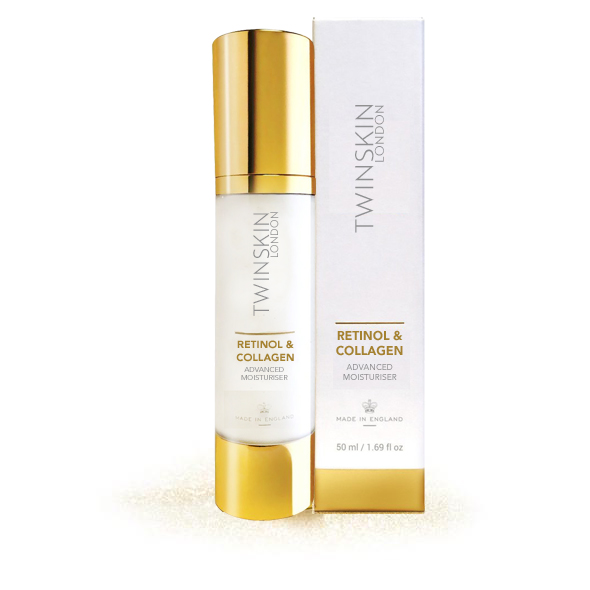 TWINSKIN
LONDON
RETINOL &
COLLAGEN
ADVANCED
MOISTURISER
MADE IN ENGLAND
TWINSKIN
LONDON
RETINOL &
COLLAGEN
ADVANCED
MOISTURISER
MADE IN ENGLAND
50 ml / 1.69 fl oz